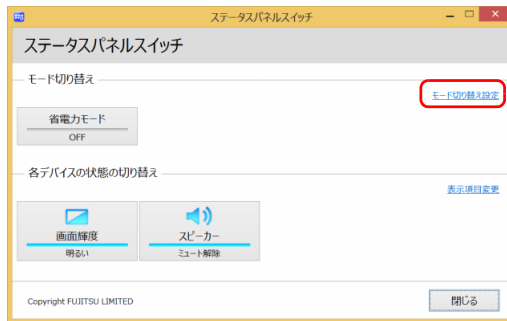 ステータスパネルスイッチ
ステータスパネルスイッチ
モード切り替え
モード切り替え設定
省電力モード
OFF
各デバイスの状態の切り替え
表示項目変更
画面輝度
明るい
スピーカー
ミュート解除
Copyright FUJITSU LIMITED
閉じる